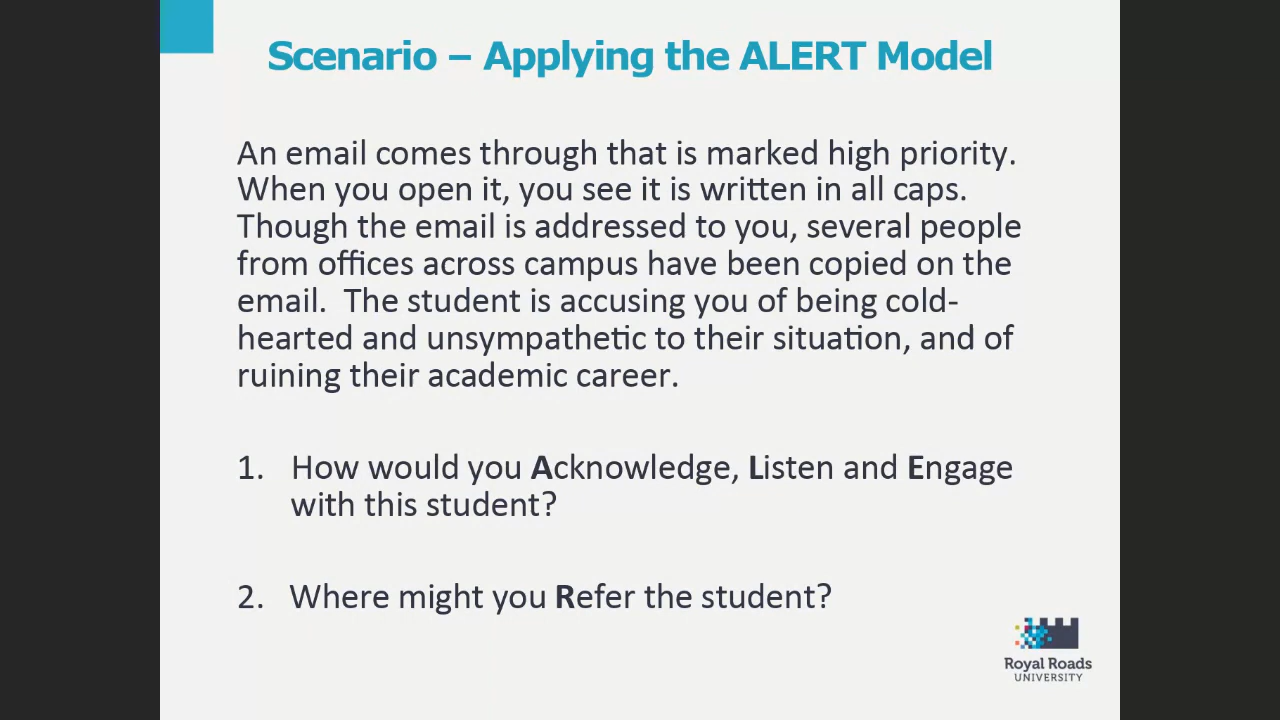 Scenario – Applying the ALERT Model
An email comes through that is marked high priority.
When you open it, you see it is written in all caps.
Though the email is addressed to you, several people
from offices across campus have been copied on the
email.  The student is accusing you of being cold-
hearted and unsympathetic to their situation, and of
ruining their academic career.
1. How would you Acknowledge, Listen and Engage
with this student?
2. Where might you Refer the student?
Royal Roads
UNIVERSITY